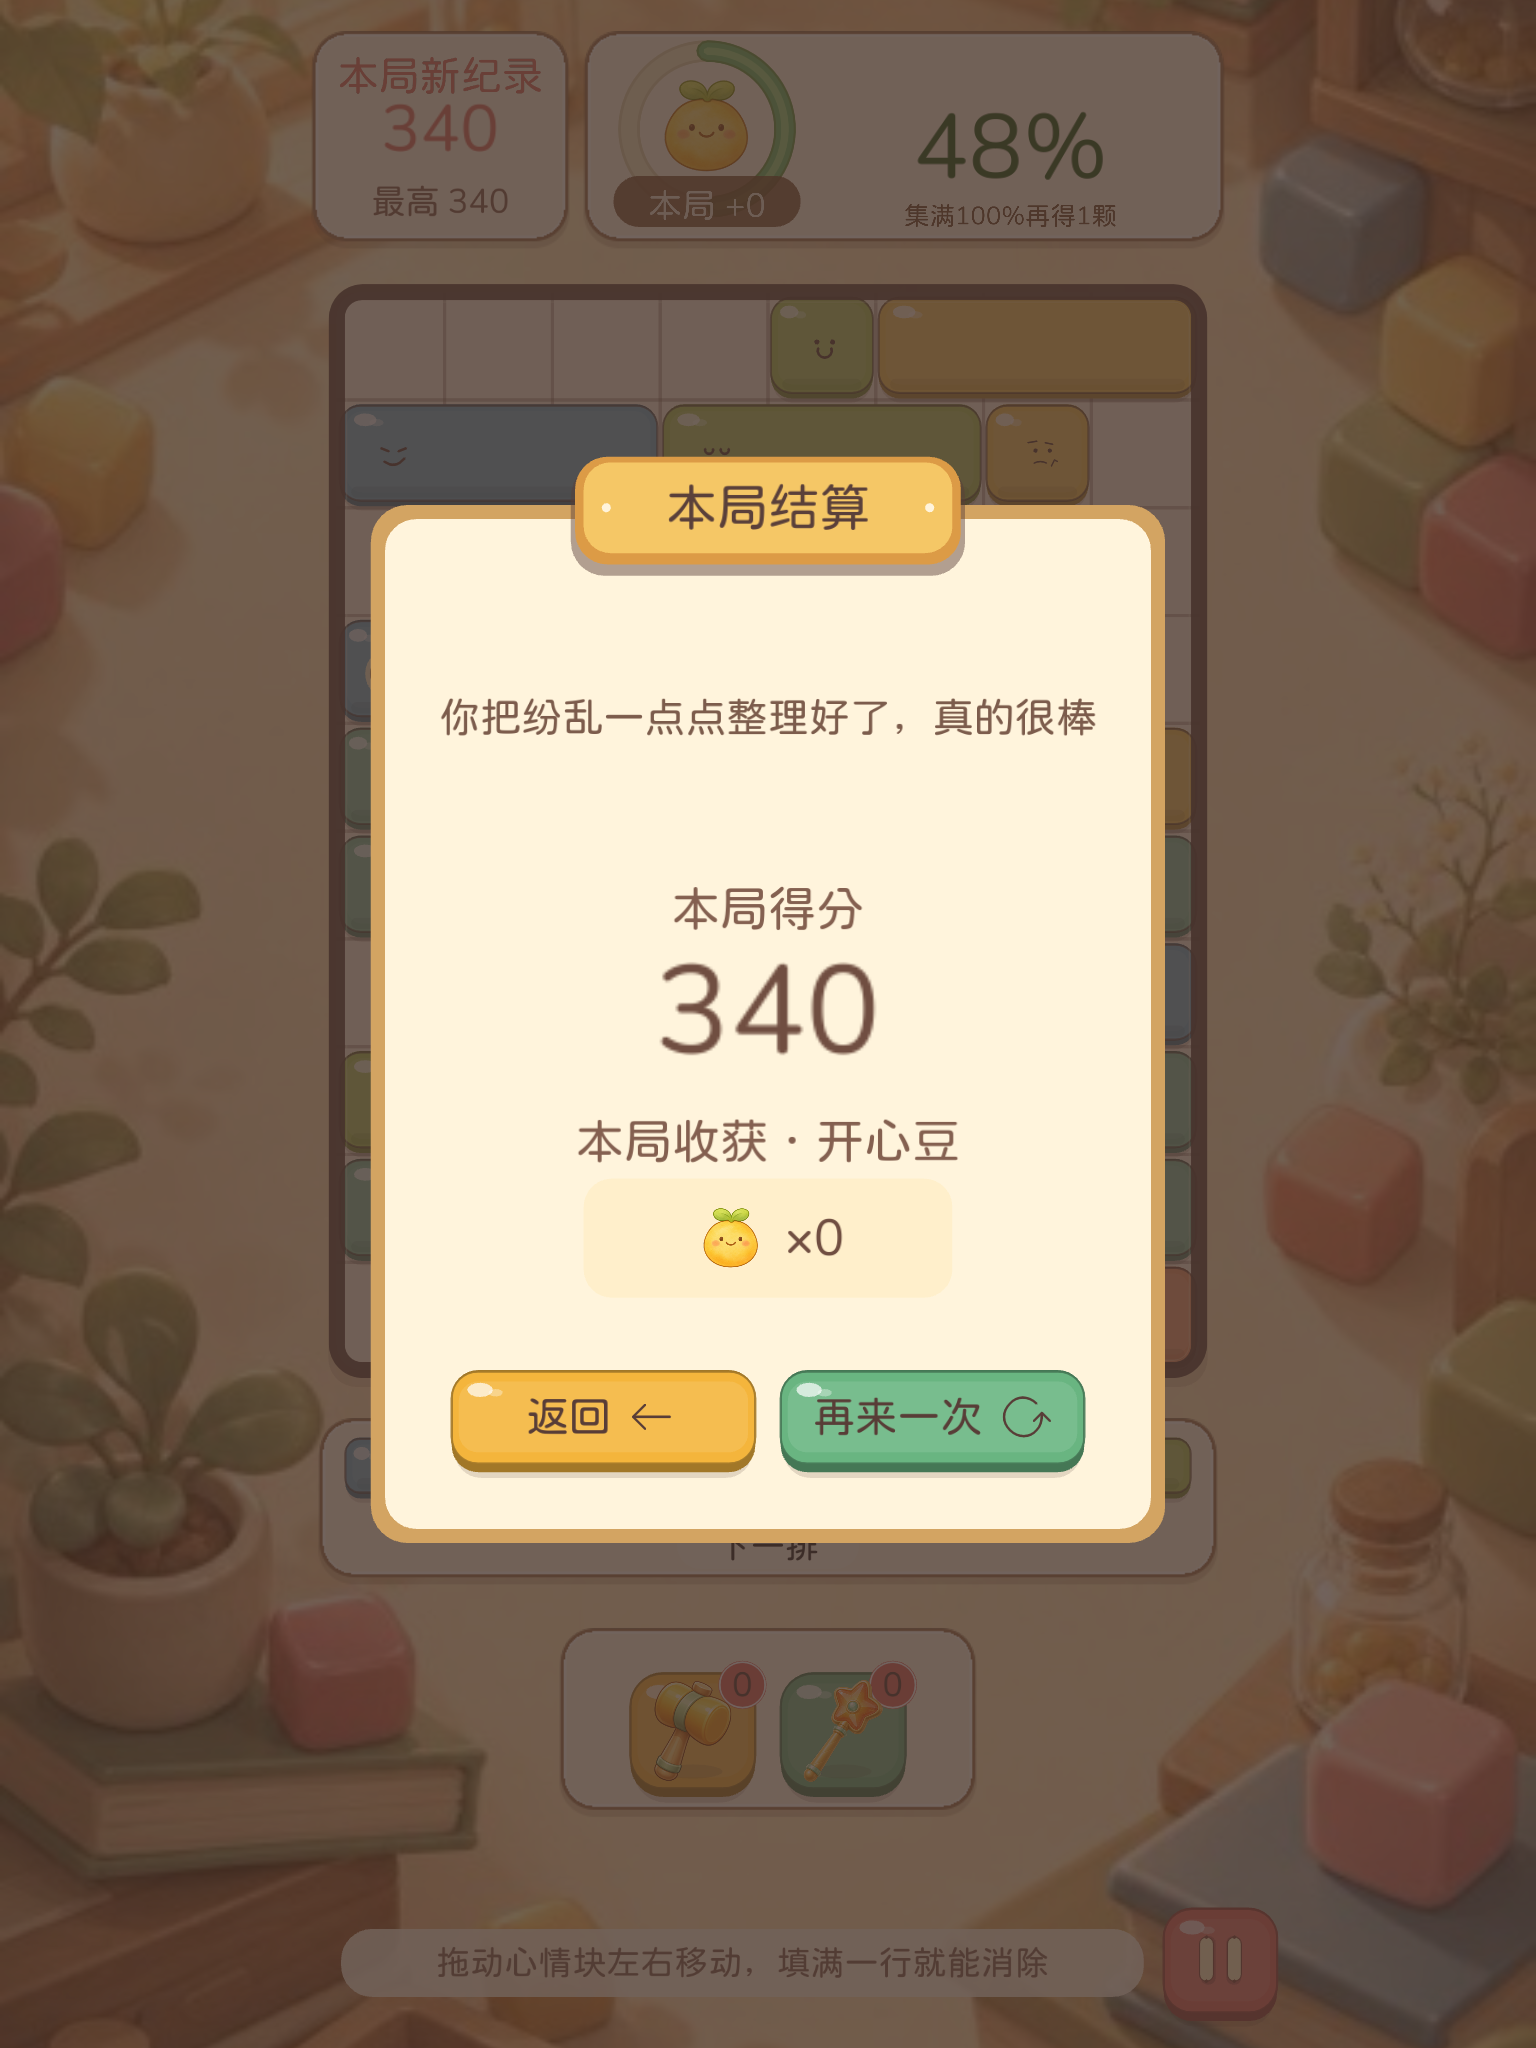 本局新纪录
340
最高 340
本局 +0
48%
集满100%再得1颗
本局结算
你把纷乱一点点整理好了，真的很棒
本局得分
340
本局收获·开心豆
×0
返回
再来一次
下一排
0
0
拖动心情块左右移动，填满一行就能消除